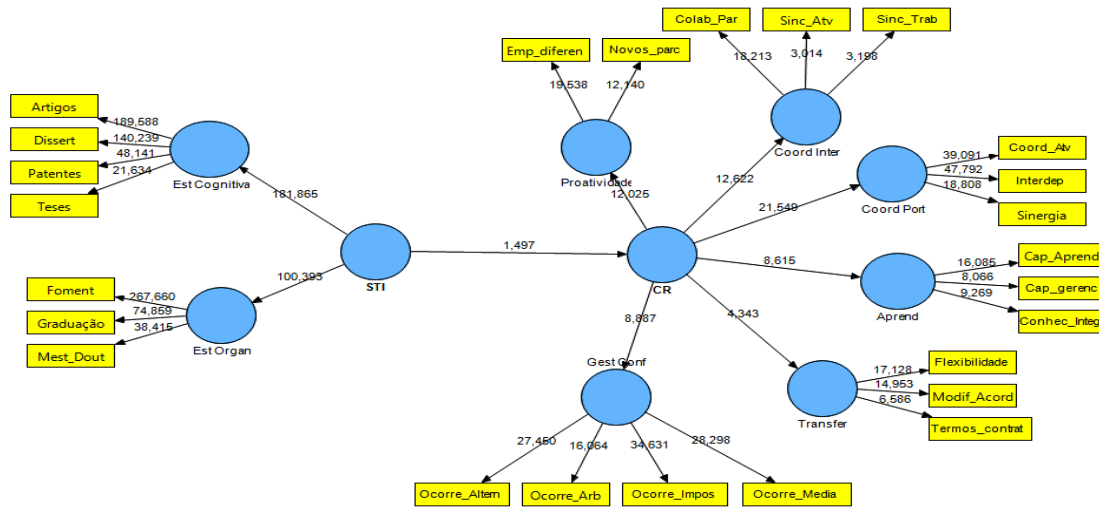 Colab_Par
Sinc_Atv
Sinc_Trab
18,213
3,014
3,198
Coord Inter
Emp_diferen
Novos_parc
19,538
12,140
Proatividade
12,025
12,622
Artigos
Dissert
Patentes
Teses
189,588
140,239
48,141
21,634
Est Cognitiva
181,865
Coord_Atv
Interdep
Sinergia
39,091
47,792
18,808
Coord Port
21,549
STI
1,497
CR
8,615
Cap_Aprend
Cap_gerenc
Conhec_Integ
16,085
8,066
9,269
Aprend
100,393
Foment
Graduação
Mest_Dout
267,660
74,859
38,415
Est Organ
8,887
4,343
Gest Conf
Flexibilidade
Modif_Acord
Termos_contrat
17,128
14,953
6,586
Transfer
27,450
16,064
34,631
28,298
Ocorre_Altern
Ocorre_Arb
Ocorre_Impos
Ocorre_Media